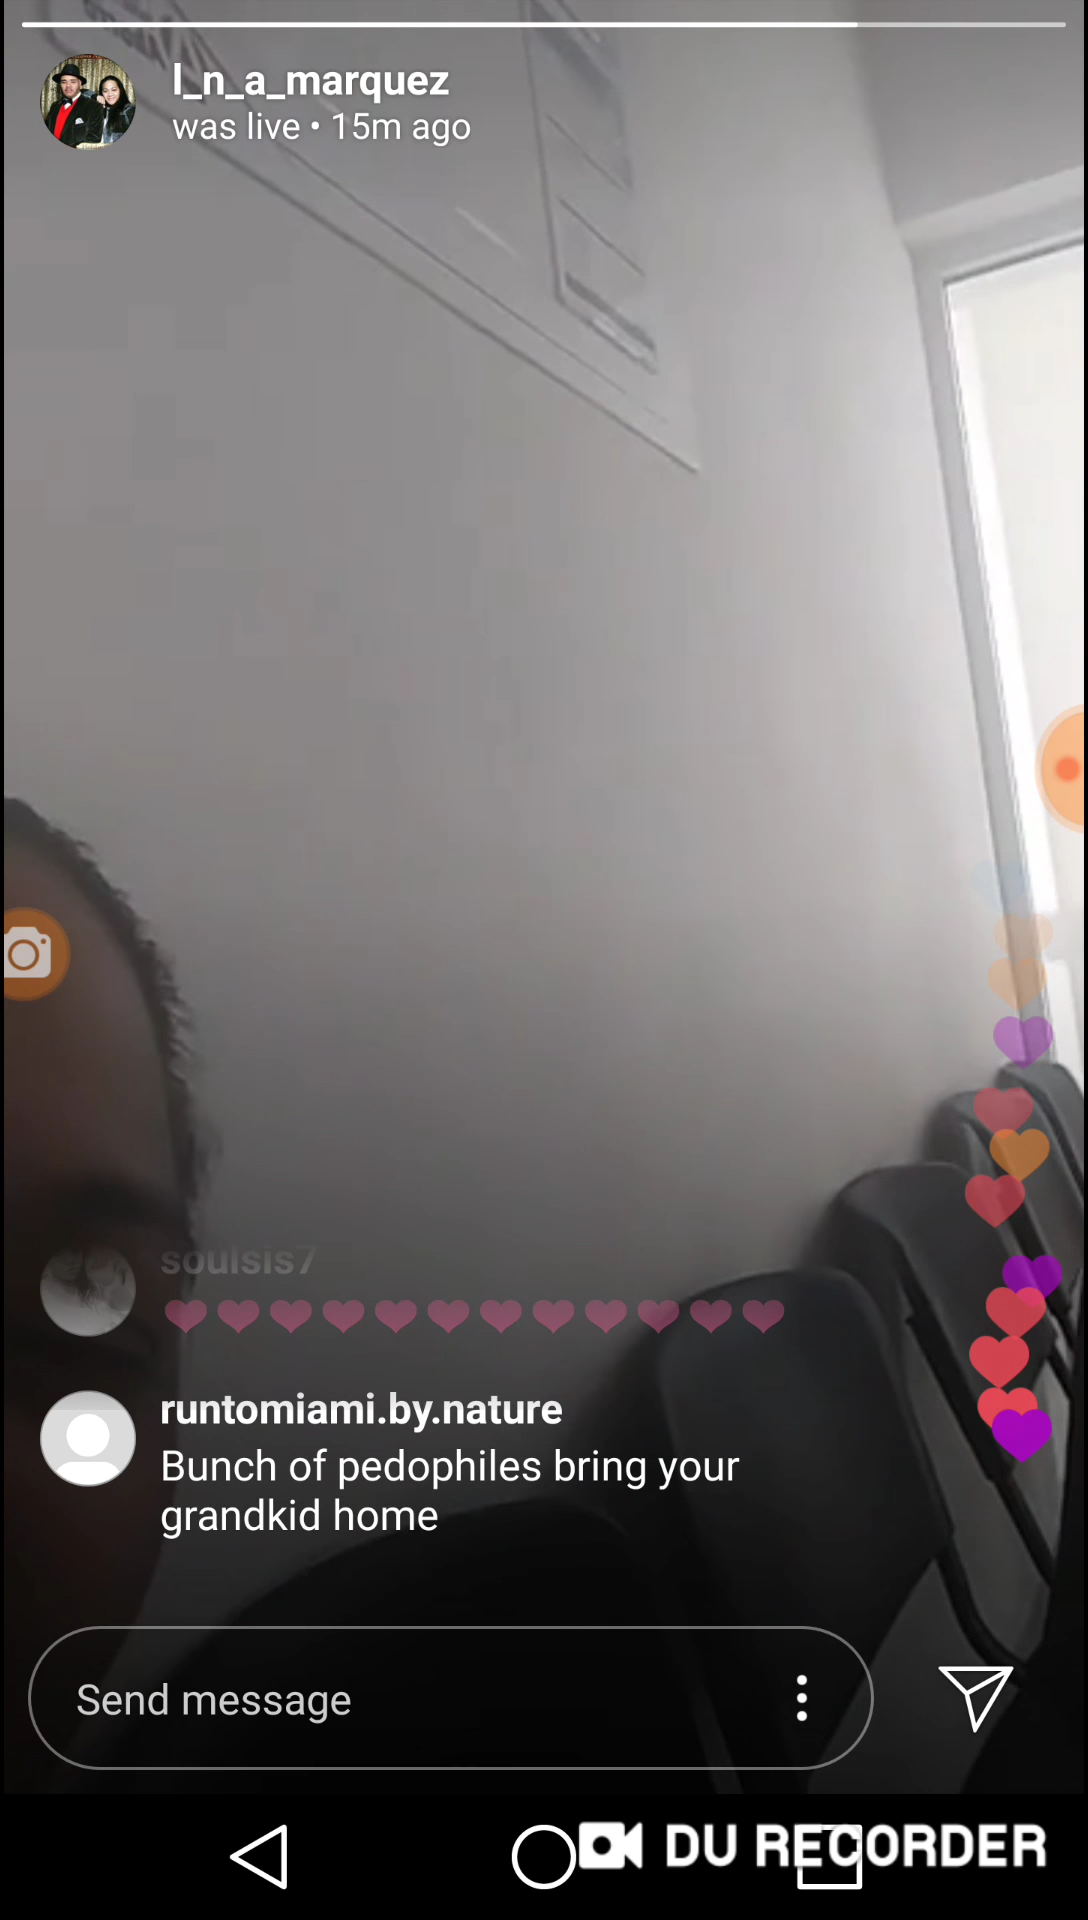 l_n_a_marquez
was live • 15m ago
soulsis7
runtomiami.by.nature
Bunch of pedophiles bring your
grandkid home
Send message
DU RECORDER